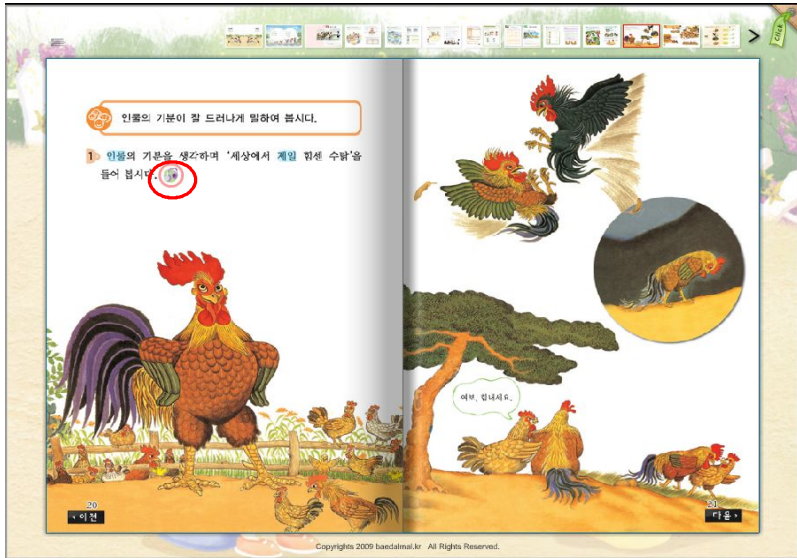 Click
인물의 기분이 잘 드러나게 말하여 봅시다.
1 인물의 기분을 생각하며 '세상에서 제일 힘센 수탉'을
들어 봅시다.
여보, 힘내세요.
20
이전
21
다음
Copyrights 2009 baedalmal.kr All Rights Reserved.